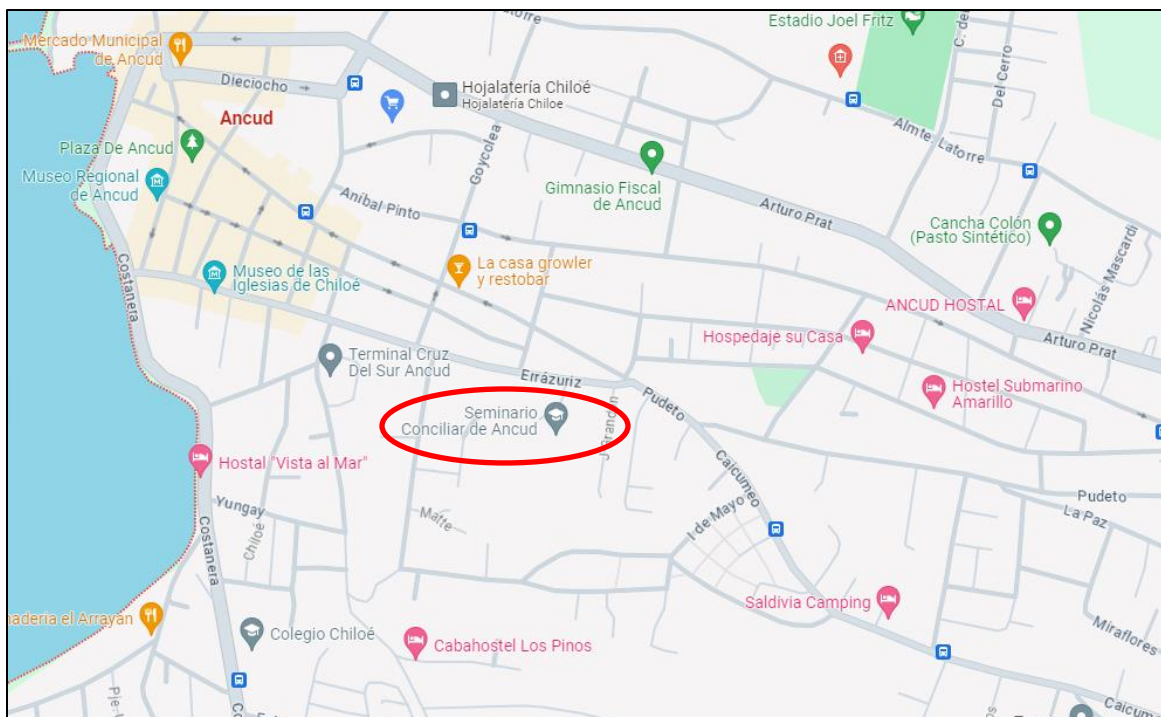 Estadio Joel Fritz
Mercado Municipal
de Ancud
Latorre
C. de
Del Cerro
Dieciocho
Hojalatería Chiloé
Hojalatería Chiloe
Ancud
Plaza De Ancud
Goycolea
Almte. Latorre
Museo Regional
de Ancud
Gimnasio Fiscal
de Ancud
Aníbal Pinto
Arturo Prat
Cancha Colón
(Pasto Sintético)
Nicolás Mascardi
Costanera
Museo de las
Iglesias de Chiloé
La casa growler
y restobar
ANCUD HOSTAL
Hospedaje su Casa
Arturo Prat
Terminal Cruz
Del Sur Ancud
Errázuriz
Pudeto
Hostel Submarino
Amarillo
Seminario
Conciliar de Ancud
Hostal "Vista al Mar"
Caicumeo
Yungay
Chiloé
Costanera
1 de Mayo
Pudeto
La Paz
Saldivia Camping
nadería el Arrayan
Colegio Chiloé
Cabahostel Los Pinos
Miraflores
Caicum